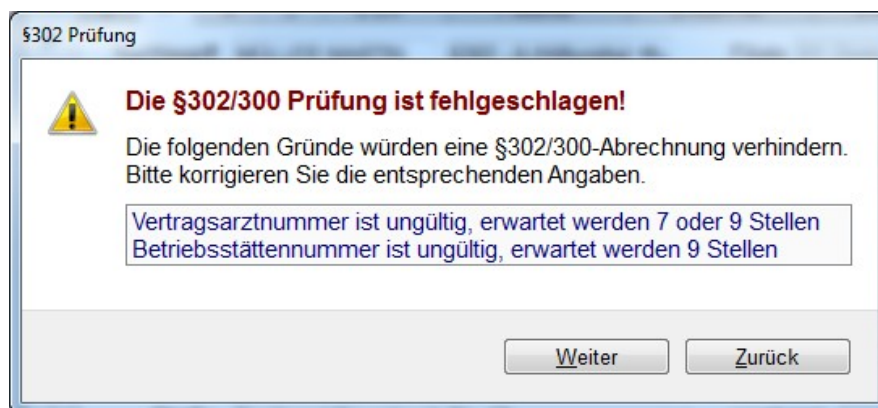 §302 Prüfung
Die §302/300 Prüfung ist fehlgeschlagen!
Die folgenden Gründe würden eine §302/300-Abrechnung verhindern.
Bitte korrigieren Sie die entsprechenden Angaben.
Vertragsarztnummer ist ungültig, erwartet werden 7 oder 9 Stellen
Betriebsstättennummer ist ungültig, erwartet werden 9 Stellen
Weiter Zurück